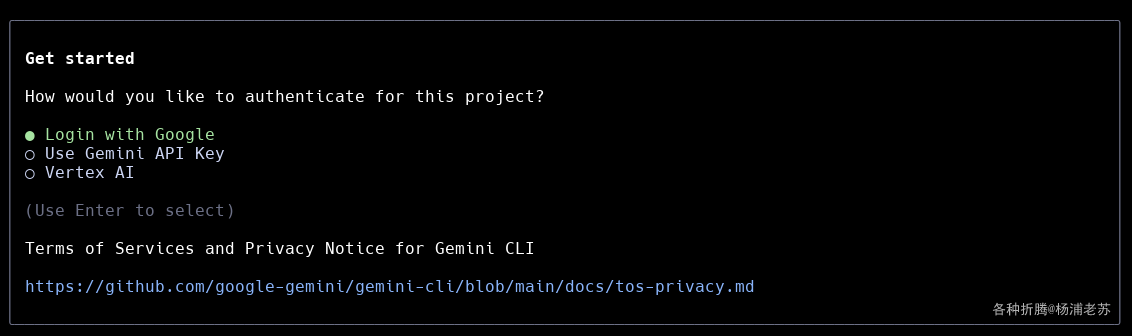 Get started
How would you like to authenticate for this project?
● Login with Google
○ Use Gemini API Key
○ Vertex AI
(Use Enter to select)
Terms of Services and Privacy Notice for Gemini CLI
https://github.com/google-gemini/gemini-cli/blob/main/docs/tos-privacy.md
各种折腾@杨浦老苏